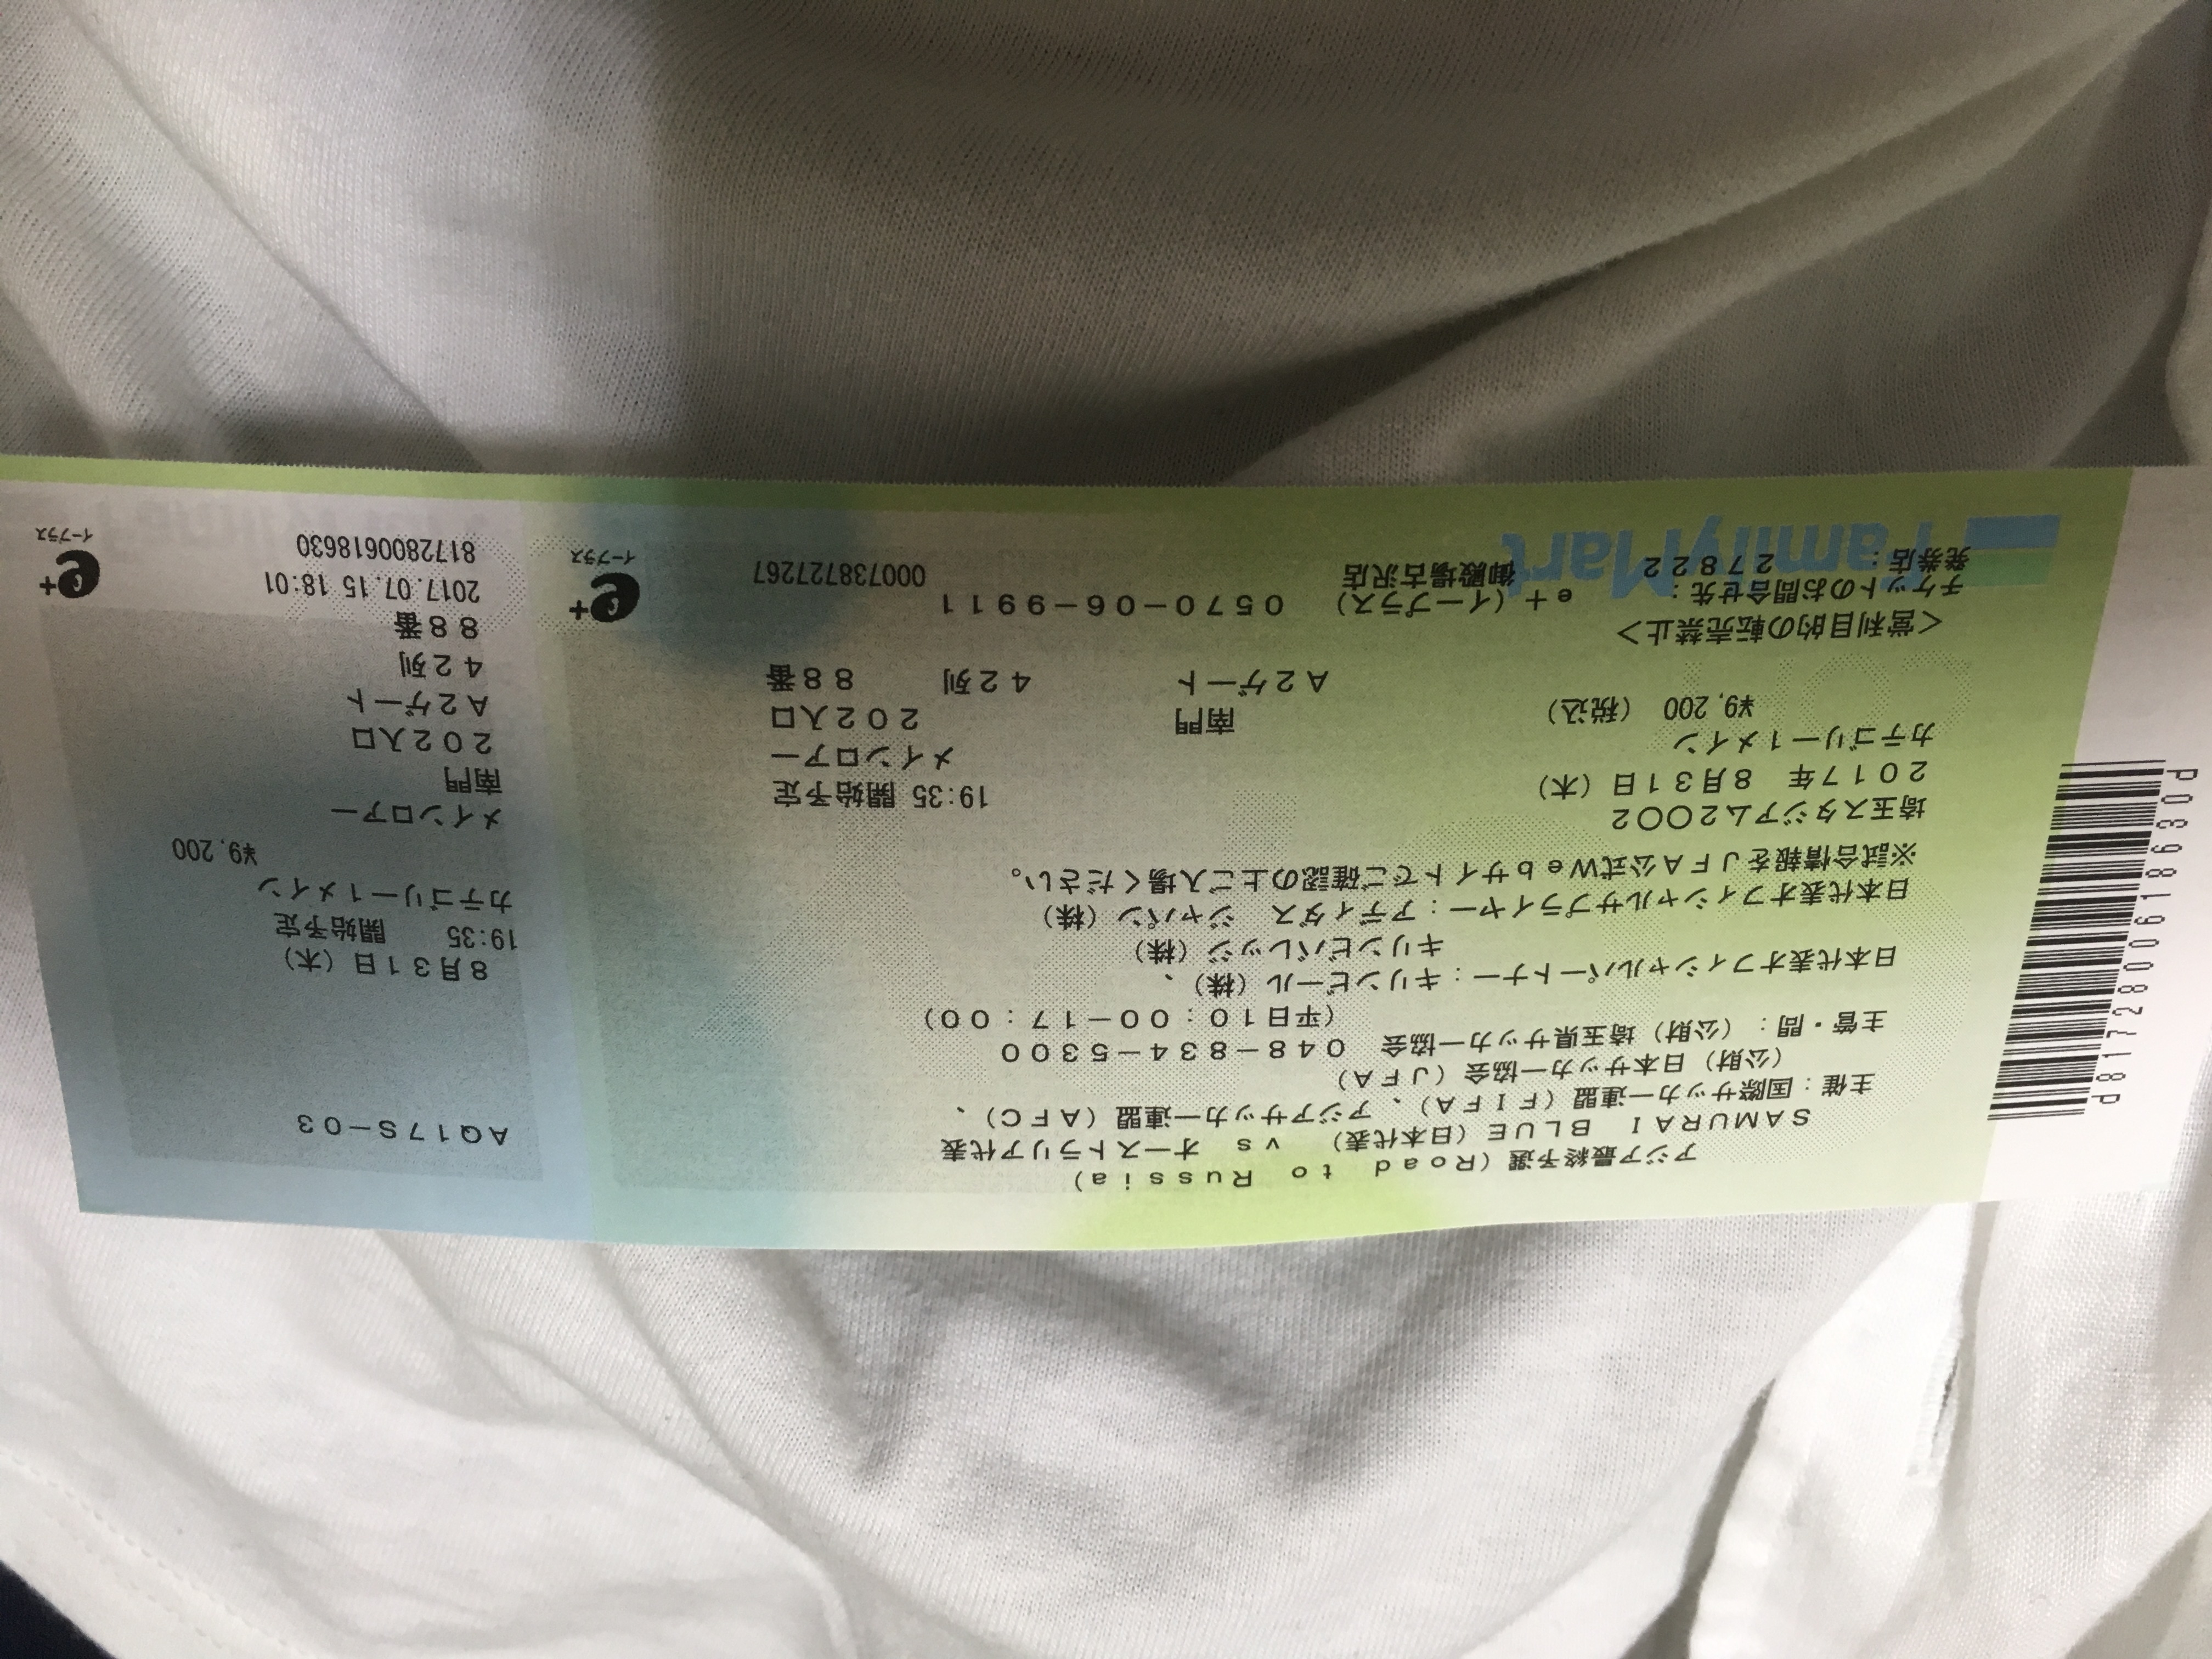 アジア最終予選（Road to Russia）
SAMURAI BLUE（日本代表） vs オーストラリア代表
主催：国際サッカー連盟（FIFA）、アジアサッカー連盟（AFC）、
（公財）日本サッカー協会（JFA）
主管・問：（公財）埼玉県サッカー協会 048-834-5300
（平日10：00-17：00）
日本代表オフィシャルパートナー：キリンビール（株）、
キリンビバレッジ（株）
日本代表オフィシャルサプライヤー：アディダス ジャパン（株）
※試合情報をJFA公式Webサイトでご確認の上ご入場ください。
埼玉スタジアム2〇〇2
2017年 8月31日（木） 19:35 開始予定
カテゴリー1メイン メインロアー
¥9,200 （税込） 南門 202入口
A2ゲート 42列 88番
＜営利目的の転売禁止＞
チケットのお問合せ先： e＋（イープラス） 0570-06-9911
発券店： 27822 御殿場古沢店 000738727267
FamilyMart
e+
イープラス
P8172800618930P
AQ17S-03
8月31日（木）
19:35 開始予定
カテゴリー1メイン
¥9,200
メインロアー
南門
202入口
A2ゲート
42列
88番
2017.07.15 18:01
8172800618630
e+
イープラス